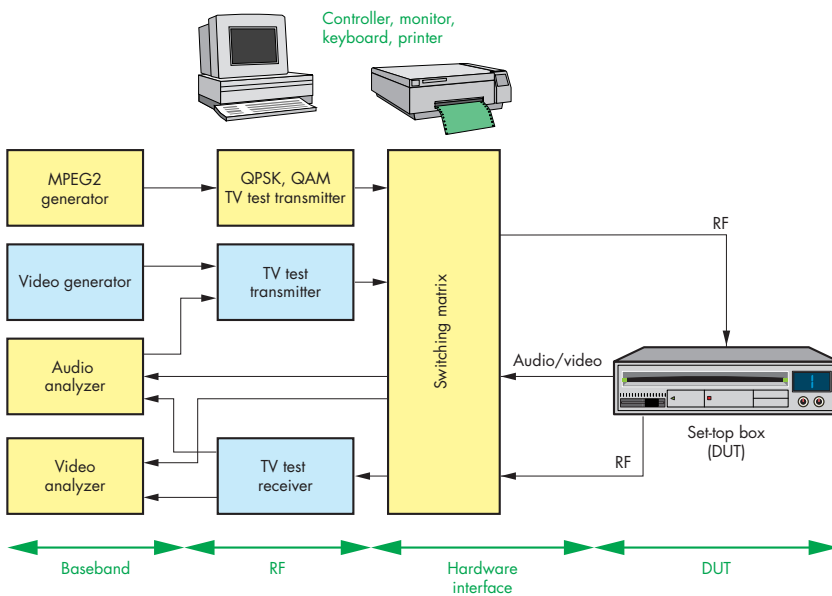 Controller, monitor,
keyboard, printer
MPEG2
generator
QPSK, QAM
TV test transmitter
RF
Video generator
TV test
transmitter
Switching matrix
Audio/video
Audio
analyzer
Set-top box
(DUT)
Video
analyzer
TV test
receiver
RF
Baseband
RF
Hardware
interface
DUT